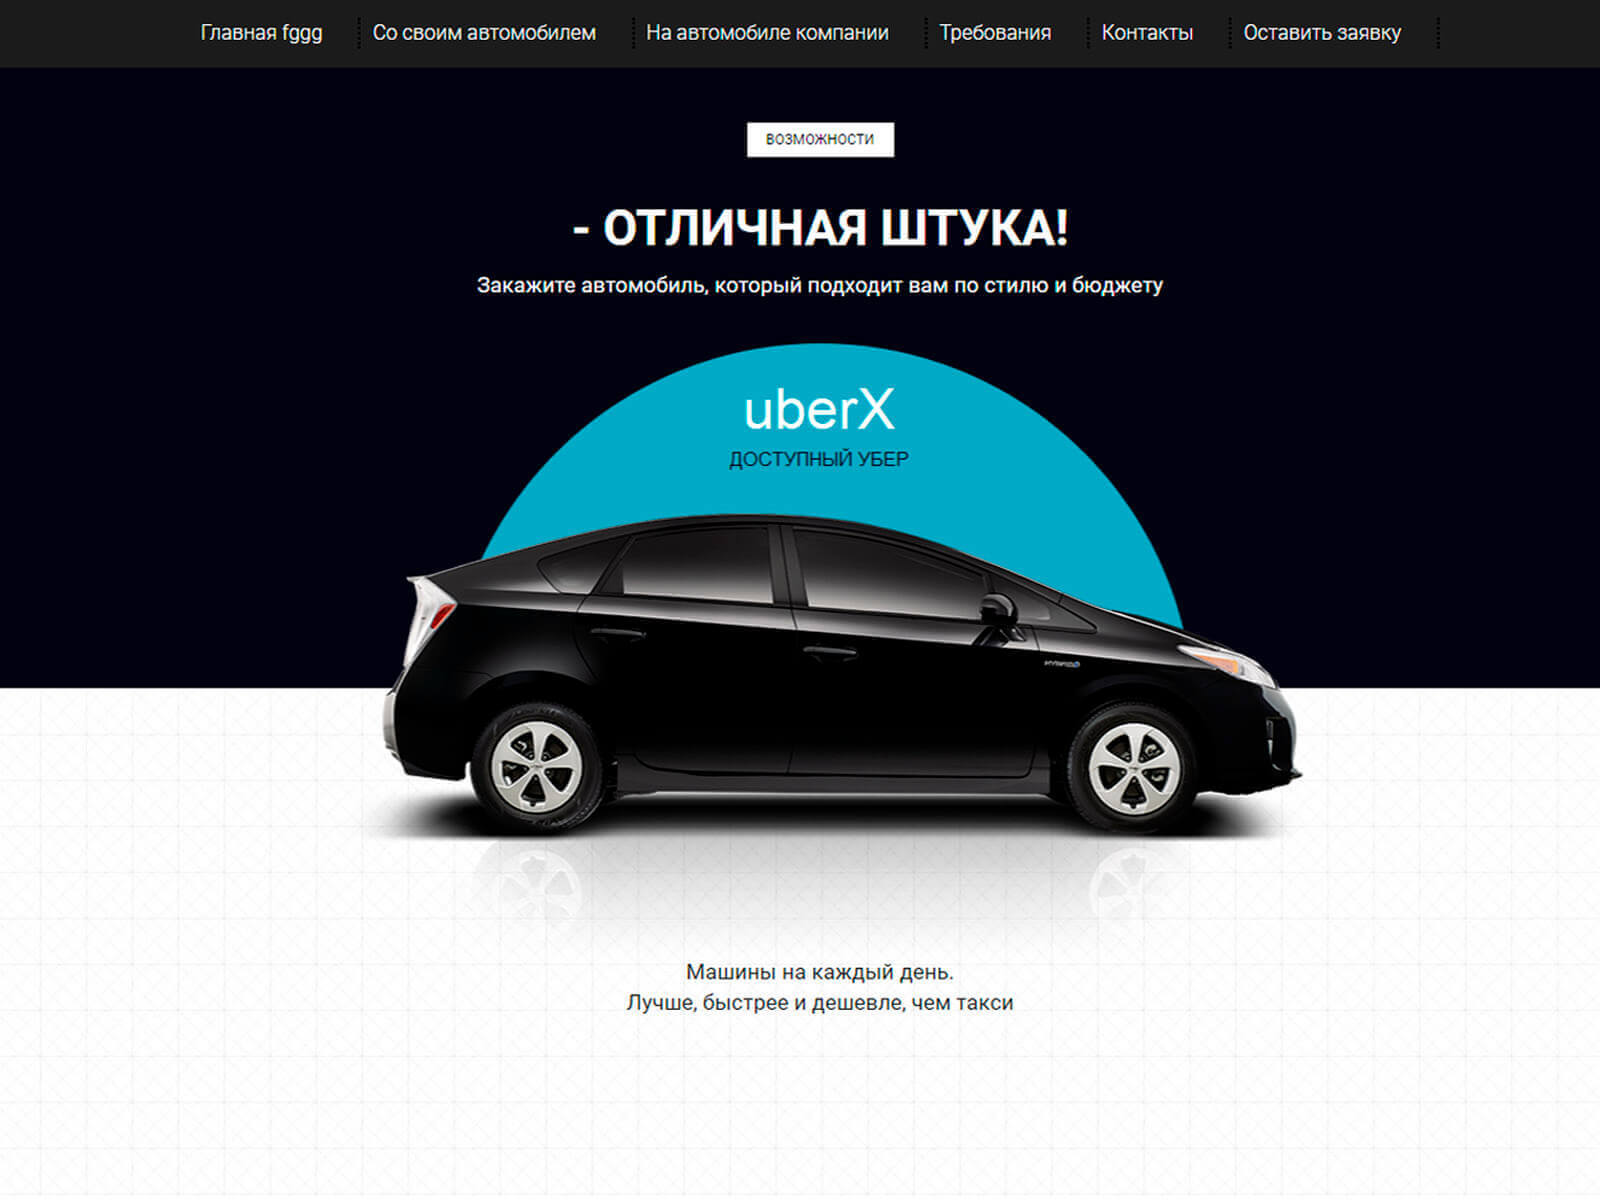 Главная fggg
Со своим автомобилем
На автомобиле компании
Требования
Контакты
Оставить заявку
ВОЗМОЖНОСТИ
- ОТЛИЧНАЯ ШТУКА!
Закажите автомобиль, который подходит вам по стилю и бюджету
uberX
ДОСТУПНЫЙ УБЕР
HYBRID
Машины на каждый день.
Лучше, быстрее и дешевле, чем такси